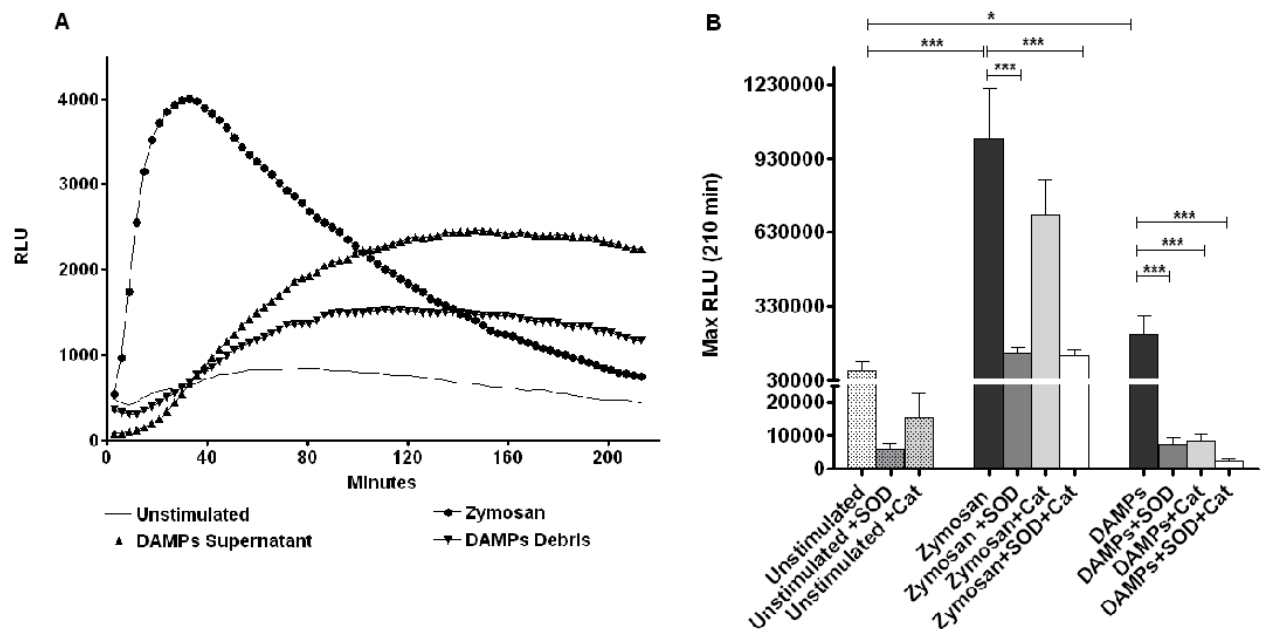 A
RLU
4000
3000
2000
1000
0
0
40
80
120
160
200
Minutes
Unstimulated
Zymosan
DAMPs Supernatant
DAMPs Debris
B
*
***
***
***
***
***
***
Max RLU (210 min)
1230000
930000
630000
330000
30000
20000
10000
0
Unstimulated
Unstimulated +SOD
Unstimulated +Cat
Zymosan
Zymosan +SOD
Zymosan+Cat
Zymosan+SOD+Cat
DAMPs
DAMPs+SOD
DAMPs+Cat
DAMPs+SOD+Cat